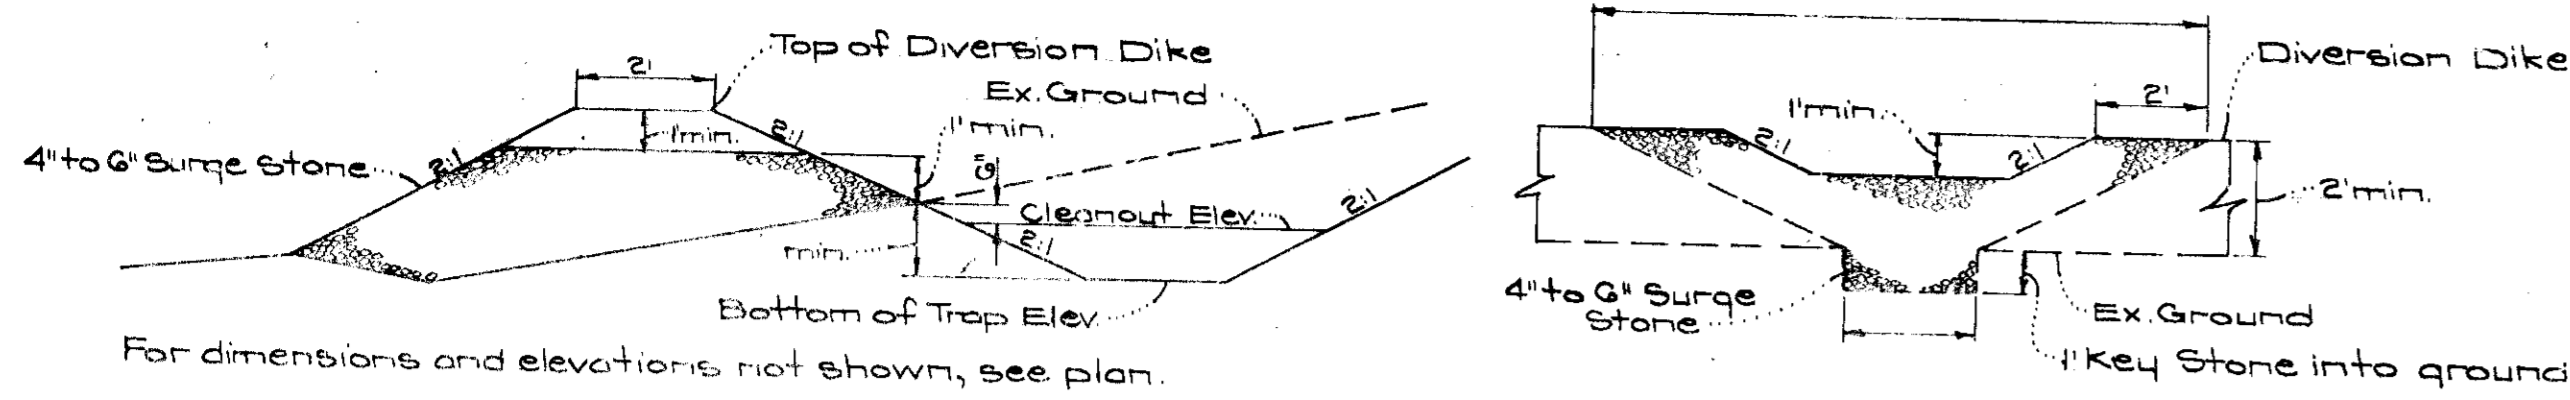 Top of Diversion Dike
2'
Ex. Ground
1' min.
1' min.
2:1
2:1
4" to 6" Surge Stone
Cleanout Elev.
2:1
2:1
min.
Bottom of Trap Elev.
For dimensions and elevations not shown, see plan.
Diversion Dike
2'
1' min.
2:1
2:1
2' min.
4" to 6" Surge
Stone
Ex. Ground
1' Key Stone into ground